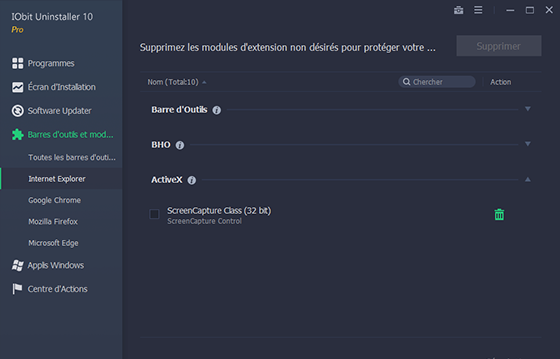 IObit Uninstaller 10
Pro
Programmes
Écran d'Installation
Software Updater
Barres d'outils et mod...
Toutes les barres d'outi...
Internet Explorer
Google Chrome
Mozilla Firefox
Microsoft Edge
Applis Windows
Centre d'Actions
Supprimez les modules d'extension non désirés pour protéger votre ...
Supprimer
Nom (Total:10)
Chercher
Action
Barre d'Outils
BHO
ActiveX
ScreenCapture Class (32 bit)
ScreenCapture Control